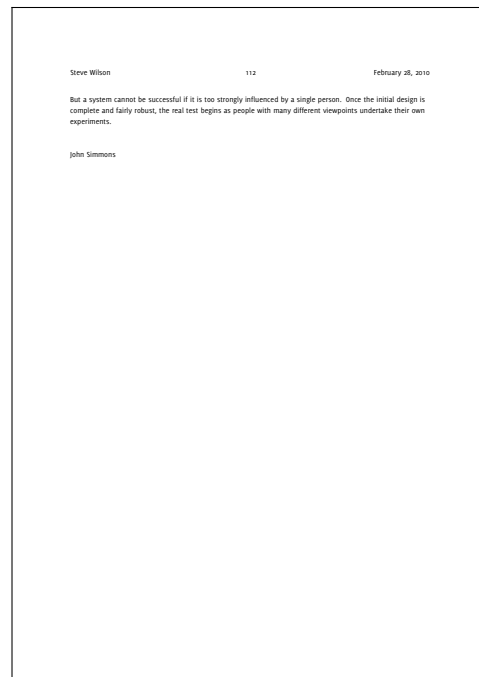 Steve Wilson 112 February 28, 2010
But a system cannot be successful if it is too strongly influenced by a single person. Once the initial design is
complete and fairly robust, the real test begins as people with many different viewpoints undertake their own
experiments.
John Simmons